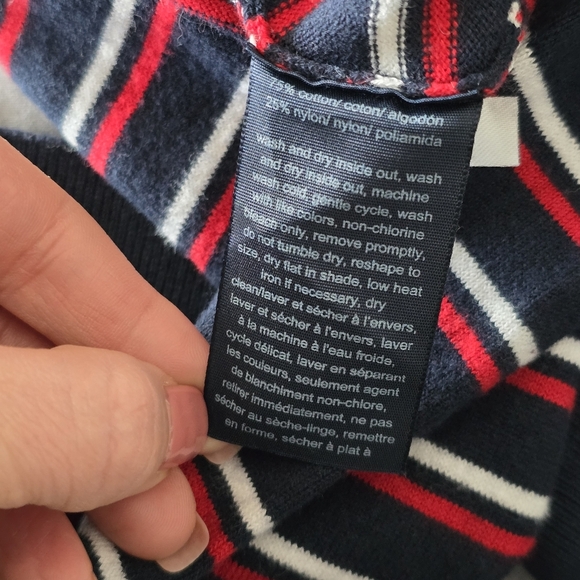 75% cotton/ coton/ algodón
25% nylon/ nylon/ poliamida
wash and dry inside out, wash
and dry inside out, machine
wash cold, gentle cycle, wash
with like colors, non-chlorine
bleach only, remove promptly,
do not tumble dry, reshape to
size, dry flat in shade, low heat
iron if necessary, dry
clean/laver et sécher à l'envers,
laver et sécher à l'envers, laver
à la machine à l'eau froide,
cycle délicat, laver en séparant
les couleurs, seulement agent
de blanchiment non-chlore,
retirer immédiatement, ne pas
sécher au sèche-linge, remettre
en forme, sécher à plat à